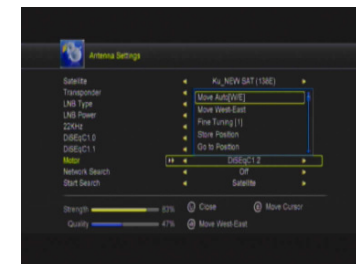 Antenna Settings
Satellite Ku_NEW SAT (138E)
Transponder
LNB Type Move Auto[W/E]
LNB Power Move West-East
22KHz Fine Tuning [1]
DiSEqC1.0 Store Position
DiSEqC1.1 Go to Position
Motor DiSEqC1.2
Network Search Off
Start Search Satellite
Strength 83% Close Move Cursor
Quality 47% Move West-East